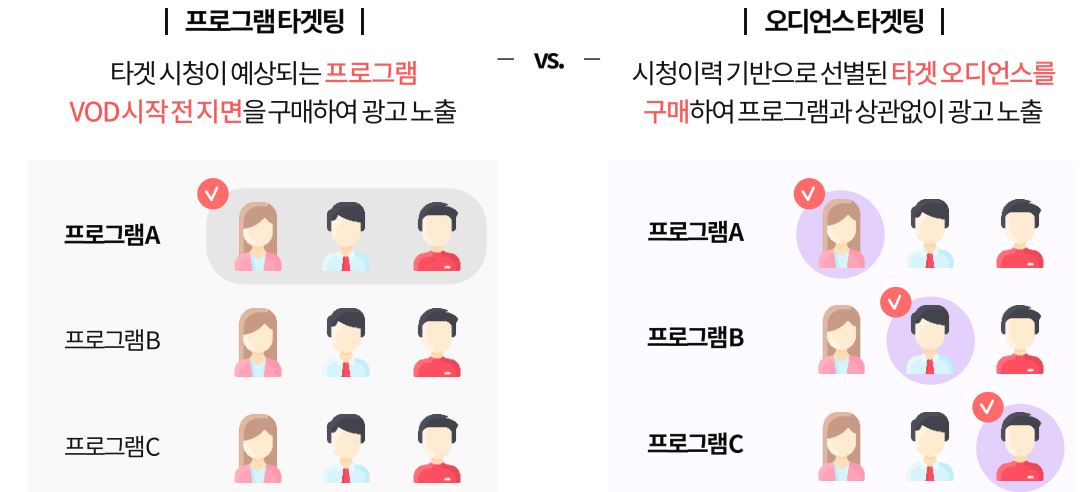 | 프로그램 타겟팅 |
타겟 시청이 예상되는 프로그램
VOD 시작 전 지면을 구매하여 광고 노출
프로그램A
프로그램B
프로그램C
vs.
| 오디언스 타겟팅 |
시청이력 기반으로 선별된 타겟 오디언스를
구매하여 프로그램과 상관없이 광고 노출
프로그램A
프로그램B
프로그램C